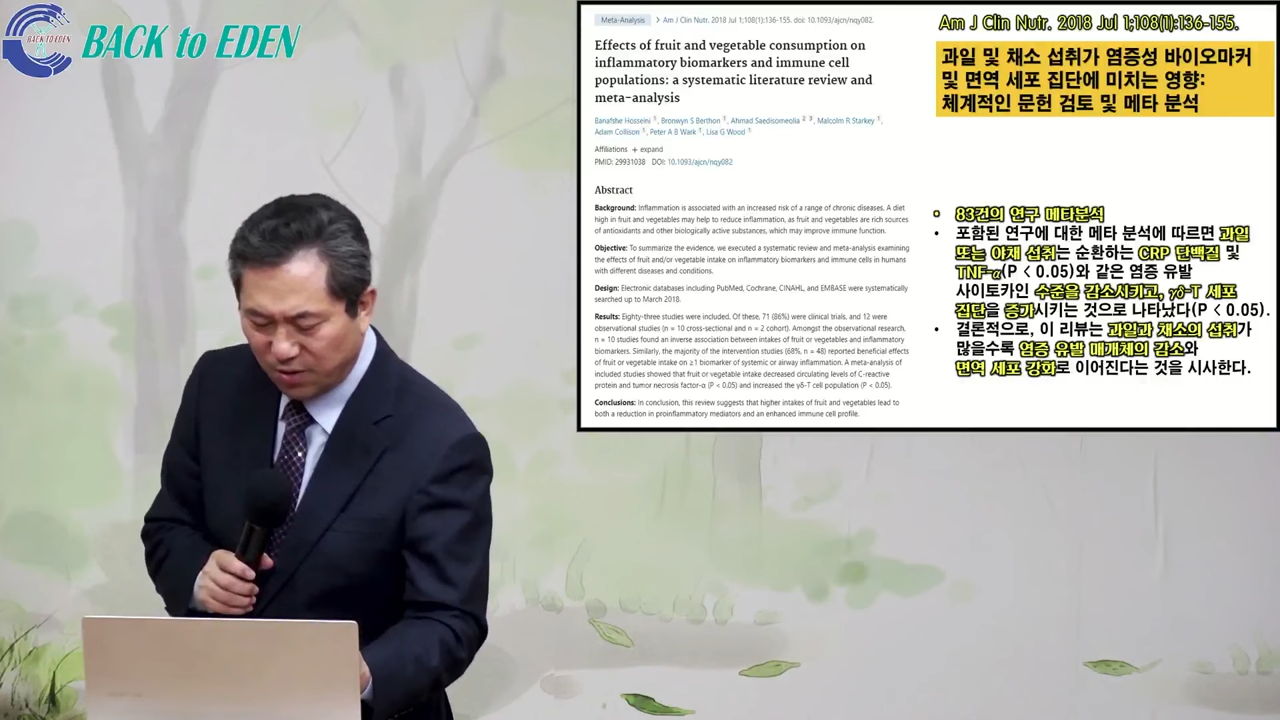 BACK TO EDEN
BACK to EDEN
Meta-Analysis > Am J Clin Nutr. 2018 Jul 1;108(1):136-155. doi: 10.1093/ajcn/nqy082.
Effects of fruit and vegetable consumption on
inflammatory biomarkers and immune cell
populations: a systematic literature review and
meta-analysis
Banafshe Hosseini 1, Bronwyn S Berthon 1, Ahmad Saedisomeolia 2 3, Malcolm R Starkey 1,
Adam Collison 1, Peter A B Wark 1, Lisa G Wood 1
Affiliations + expand
PMID: 29931038 DOI: 10.1093/ajcn/nqy082
Abstract
Background: Inflammation is associated with an increased risk of a range of chronic diseases. A diet
high in fruit and vegetables may help to reduce inflammation, as fruit and vegetables are rich sources
of antioxidants and other biologically active substances, which may improve immune function.
Objective: To summarize the evidence, we executed a systematic review and meta-analysis examining
the effects of fruit and/or vegetable intake on inflammatory biomarkers and immune cells in humans
with different diseases and conditions.
Design: Electronic databases including PubMed, Cochrane, CINAHL, and EMBASE were systematically
searched up to March 2018.
Results: Eighty-three studies were included. Of these, 71 (86%) were clinical trials, and 12 were
observational studies (n = 10 cross-sectional and n = 2 cohort). Amongst the observational research,
n = 10 studies found an inverse association between intakes of fruit or vegetables and inflammatory
biomarkers. Similarly, the majority of the intervention studies (68%, n = 48) reported beneficial effects
of fruit or vegetable intake on ≥1 biomarker of systemic or airway inflammation. A meta-analysis of
included studies showed that fruit or vegetable intake decreased circulating levels of C-reactive
protein and tumor necrosis factor-α (P < 0.05) and increased the γδ-T cell population (P < 0.05).
Conclusions: In conclusion, this review suggests that higher intakes of fruit and vegetables lead to
both a reduction in proinflammatory mediators and an enhanced immune cell profile.
Am J Clin Nutr. 2018 Jul 1;108(1):136-155.
과일 및 채소 섭취가 염증성 바이오마커
및 면역 세포 집단에 미치는 영향:
체계적인 문헌 검토 및 메타 분석
• 83건의 연구 메타분석
• 포함된 연구에 대한 메타 분석에 따르면 과일
또는 야채 섭취는 순환하는 CRP 단백질 및
TNF-α(P < 0.05)와 같은 염증 유발
사이토카인 수준을 감소시키고, γδ-T 세포
집단을 증가시키는 것으로 나타났다(P < 0.05).
• 결론적으로, 이 리뷰는 과일과 채소의 섭취가
많을수록 염증 유발 매개체의 감소와
면역 세포 강화로 이어진다는 것을 시사한다.